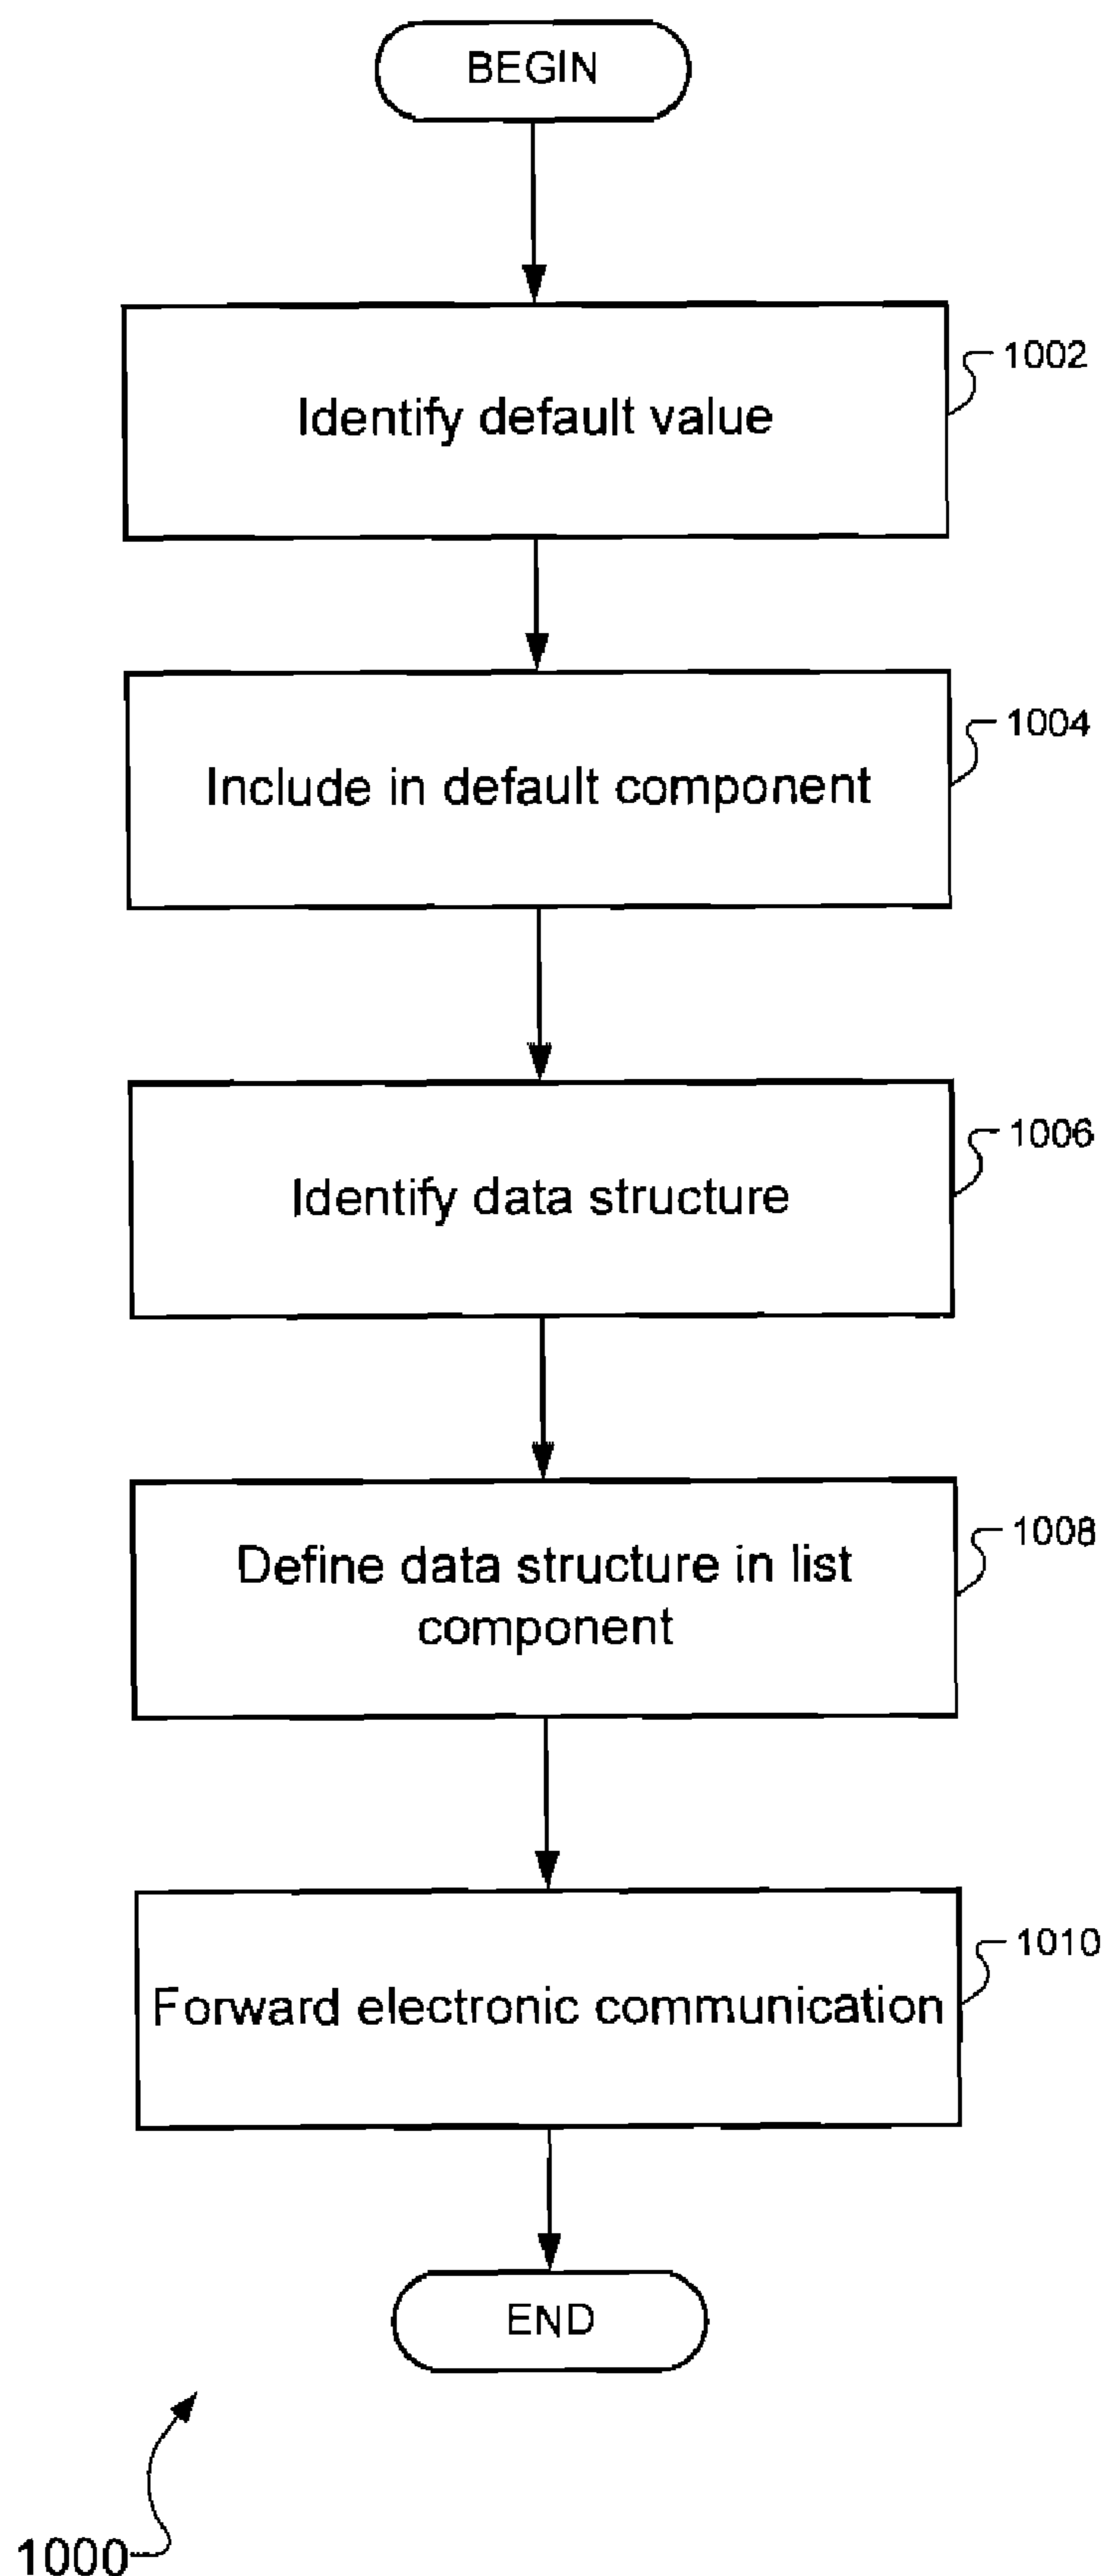 BEGIN
Identify default value
1002
Include in default component
1004
Identify data structure
1006
Define data structure in list
component
1008
Forward electronic communication
1010
END
1000